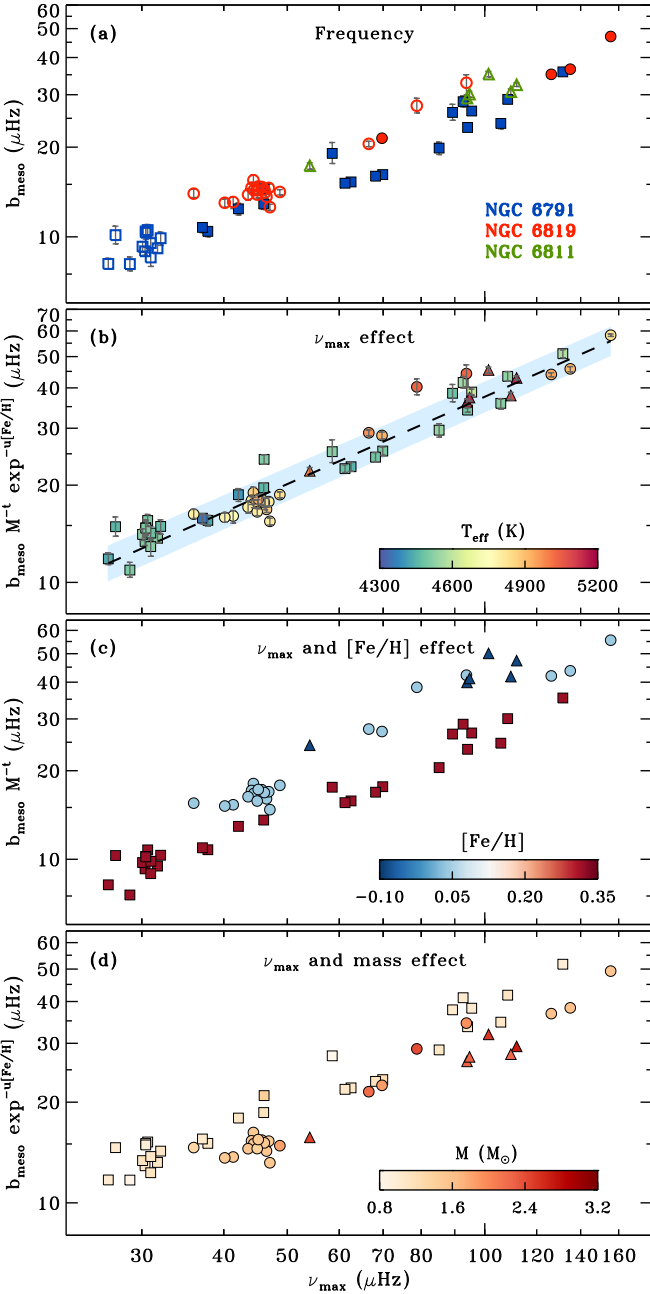 60
50
40
30
20
10
b_meso (μHz)
(a)
Frequency
NGC 6791
NGC 6819
NGC 6811
70
60
50
40
30
20
10
b_meso M^-t exp^-u[Fe/H] (μHz)
(b)
ν_max effect
T_eff (K)
4300 4600 4900 5200
60
50
40
30
20
10
b_meso M^-t (μHz)
(c)
ν_max and [Fe/H] effect
[Fe/H]
−0.10 0.05 0.20 0.35
60
50
40
30
20
10
b_meso exp^-u[Fe/H] (μHz)
(d)
ν_max and mass effect
M (M_⊙)
0.8 1.6 2.4 3.2
30 40 50 60 70 80 100 120 140 160
ν_max (μHz)